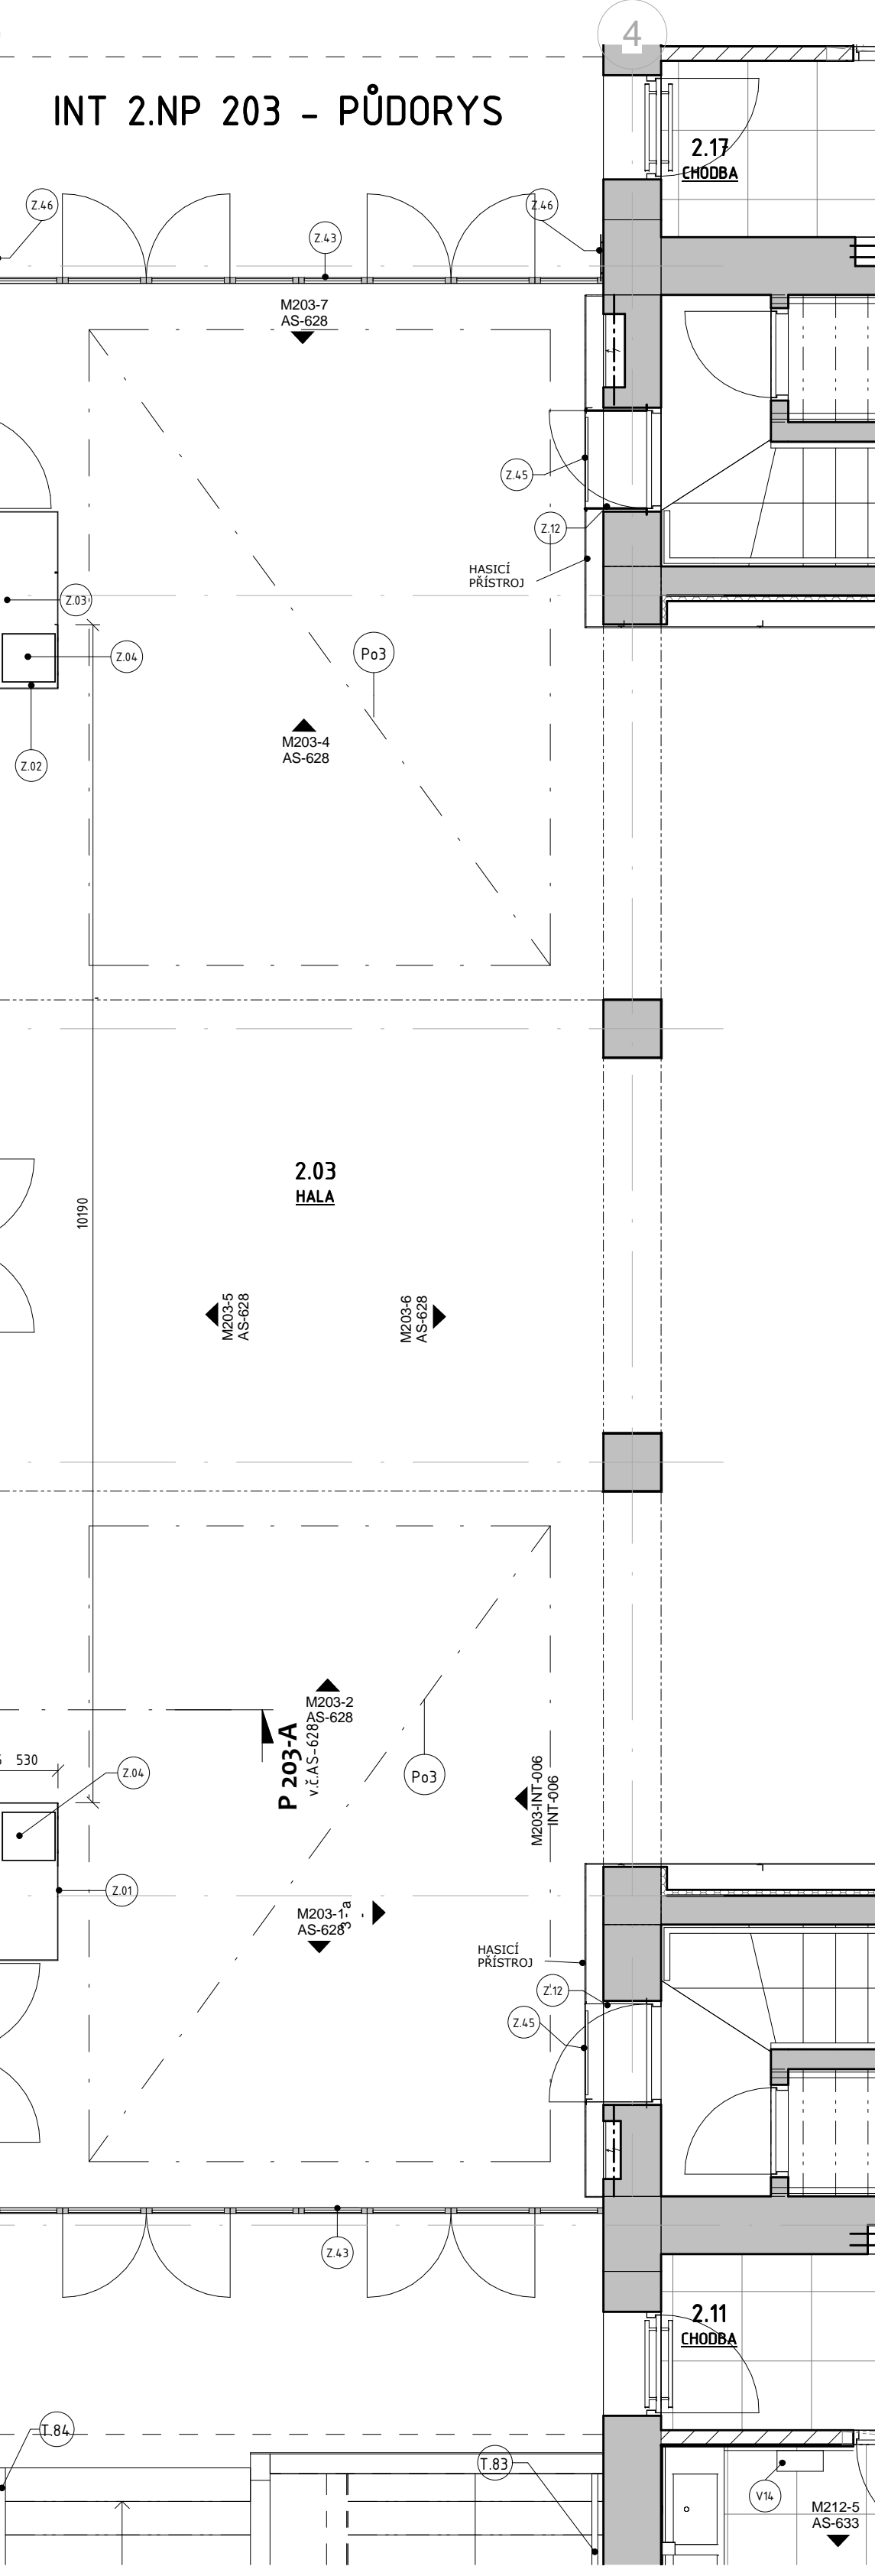 4
INT 2.NP 203 - PŮDORYS
2.17
CHODBA
Z.46
Z.43
Z.46
M203-7
AS-628
Z.45
Z.12
HASICÍ
PŘÍSTROJ
Z.03
Z.04
Po3
Z.02
M203-4
AS-628
2.03
HALA
10190
M203-5
AS-628
M203-6
AS-628
M203-2
AS-628
P 203-A
v.č.AS-628
530
Z.04
Po3
M203-INT-006
INT-006
Z.01
M203-1
AS-628
3-a
-
HASICÍ
PŘÍSTROJ
Z.12
Z.45
Z.43
2.11
CHODBA
T.84
T.83
V14
M212-5
AS-633